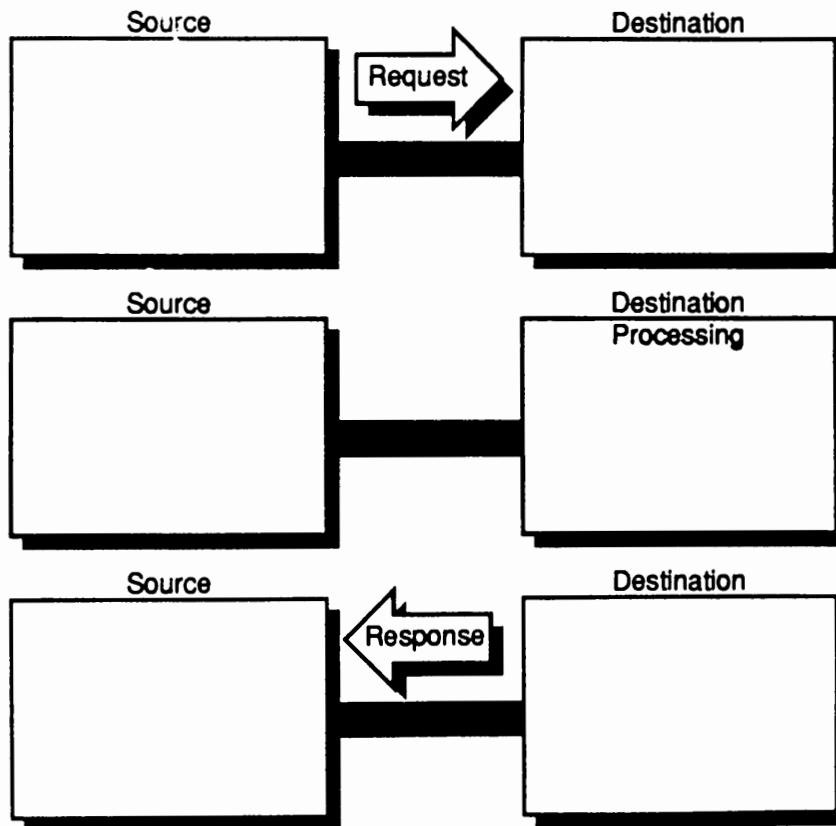 Source
Destination
Request
Source
Destination
Processing
Source
Destination
Response